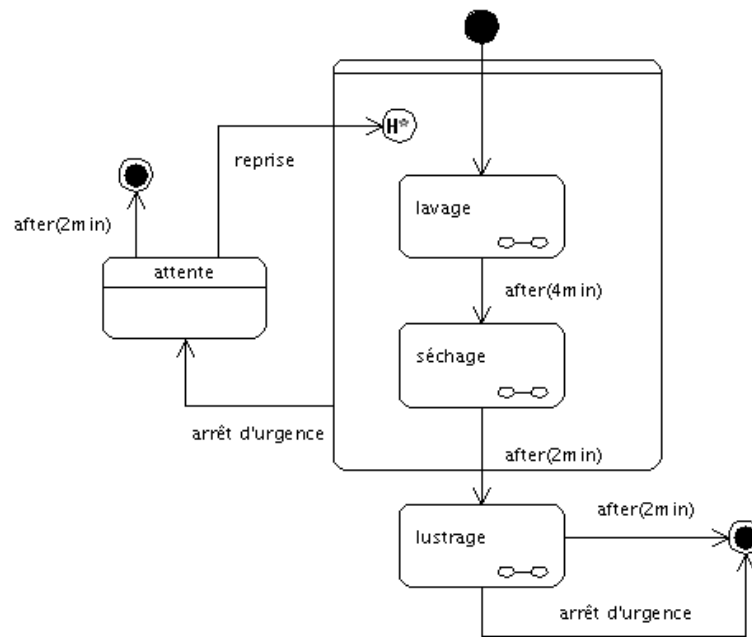 H*
reprise
after(2min)
attente
lavage
after(4min)
séchage
arrêt d'urgence
after(2min)
lustrage
after(2min)
arrêt d'urgence